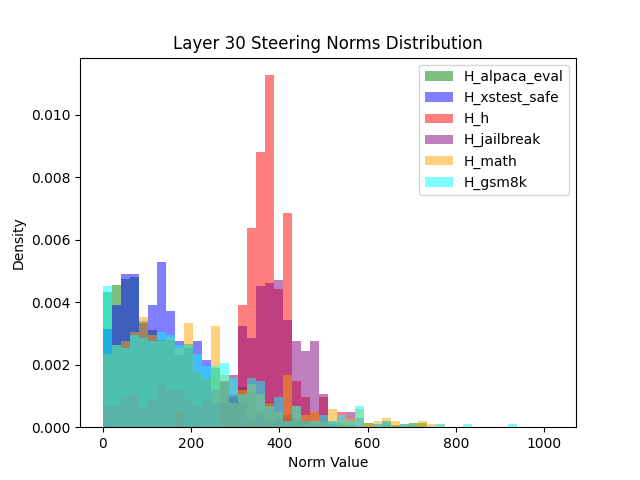 Layer 30 Steering Norms Distribution
H_alpaca_eval
H_xstest_safe
H_h
H_jailbreak
H_math
H_gsm8k
Density
0.010
0.008
0.006
0.004
0.002
0.000
0
200
400
600
800
1000
Norm Value